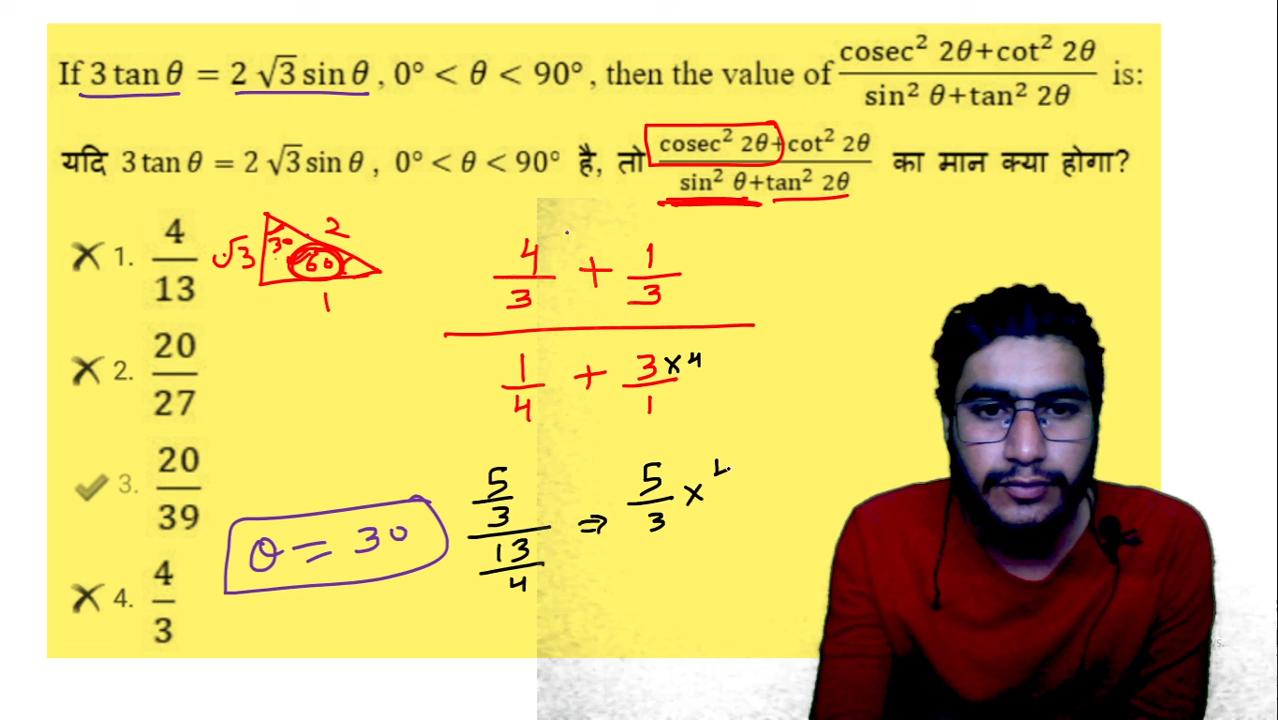 If 3 tan θ = 2 √3 sin θ, 0° < θ < 90°, then the value of (cosec² 2θ+cot² 2θ)/(sin² θ+tan² 2θ) is:
यदि 3 tan θ = 2 √3 sin θ, 0° < θ < 90° है, तो (cosec² 2θ+cot² 2θ)/(sin² θ+tan² 2θ) का मान क्या होगा?
1. 4/13
√3 2 30 60 1
4/3 + 1/3
1/4 + 3×4/1
2. 20/27
3. 20/39
θ = 30
5/3 / 13/4 ⇒ 5/3 ×
4. 4/3